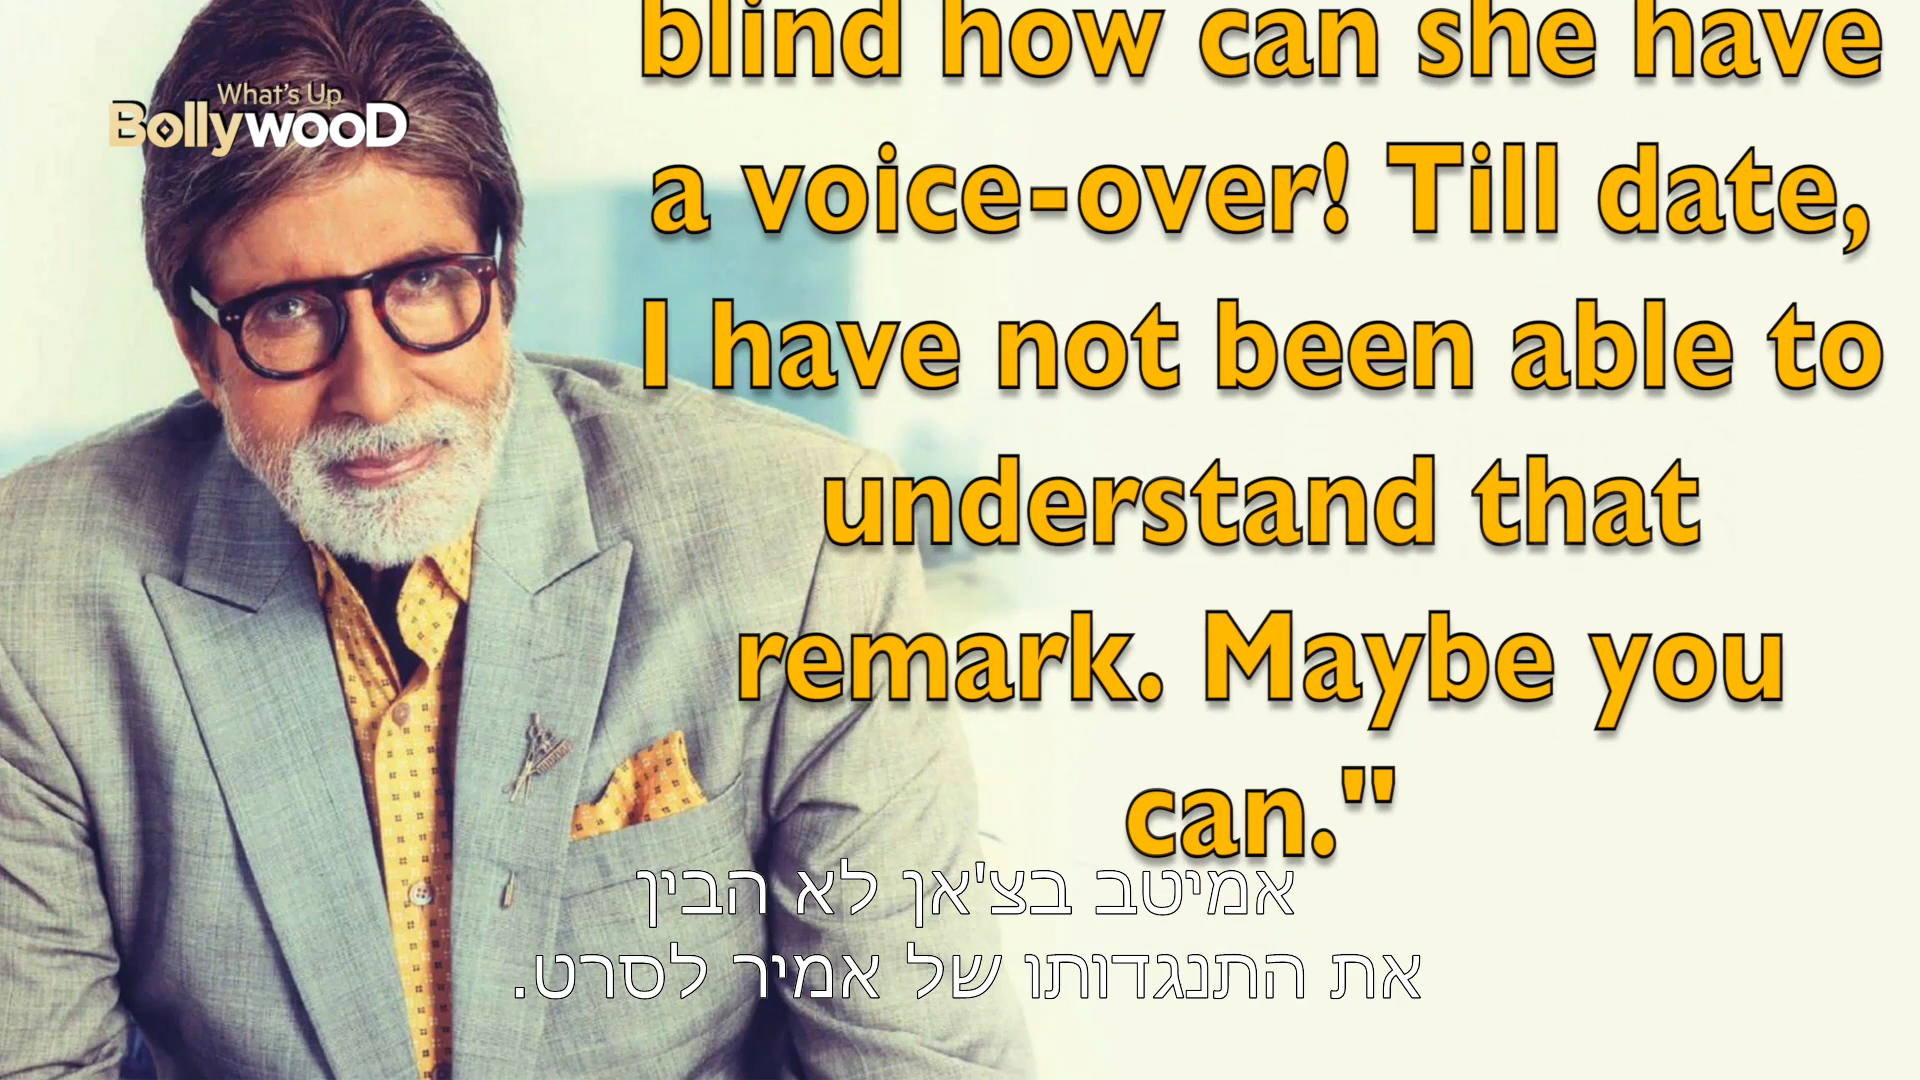 What's Up
BollywooD
blind how can she have
a voice-over! Till date,
I have not been able to
understand that
remark. Maybe you
can."
אמיטב בצ'אן לא הבין
את התנגדותו של אמיר לסרט.